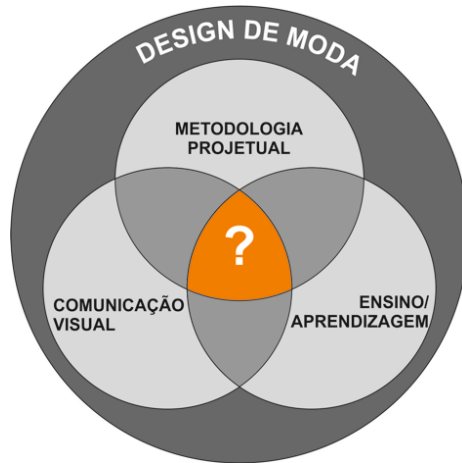 DESIGN DE MODA
METODOLOGIA
PROJETUAL
?
COMUNICAÇÃO
VISUAL
ENSINO/
APRENDIZAGEM